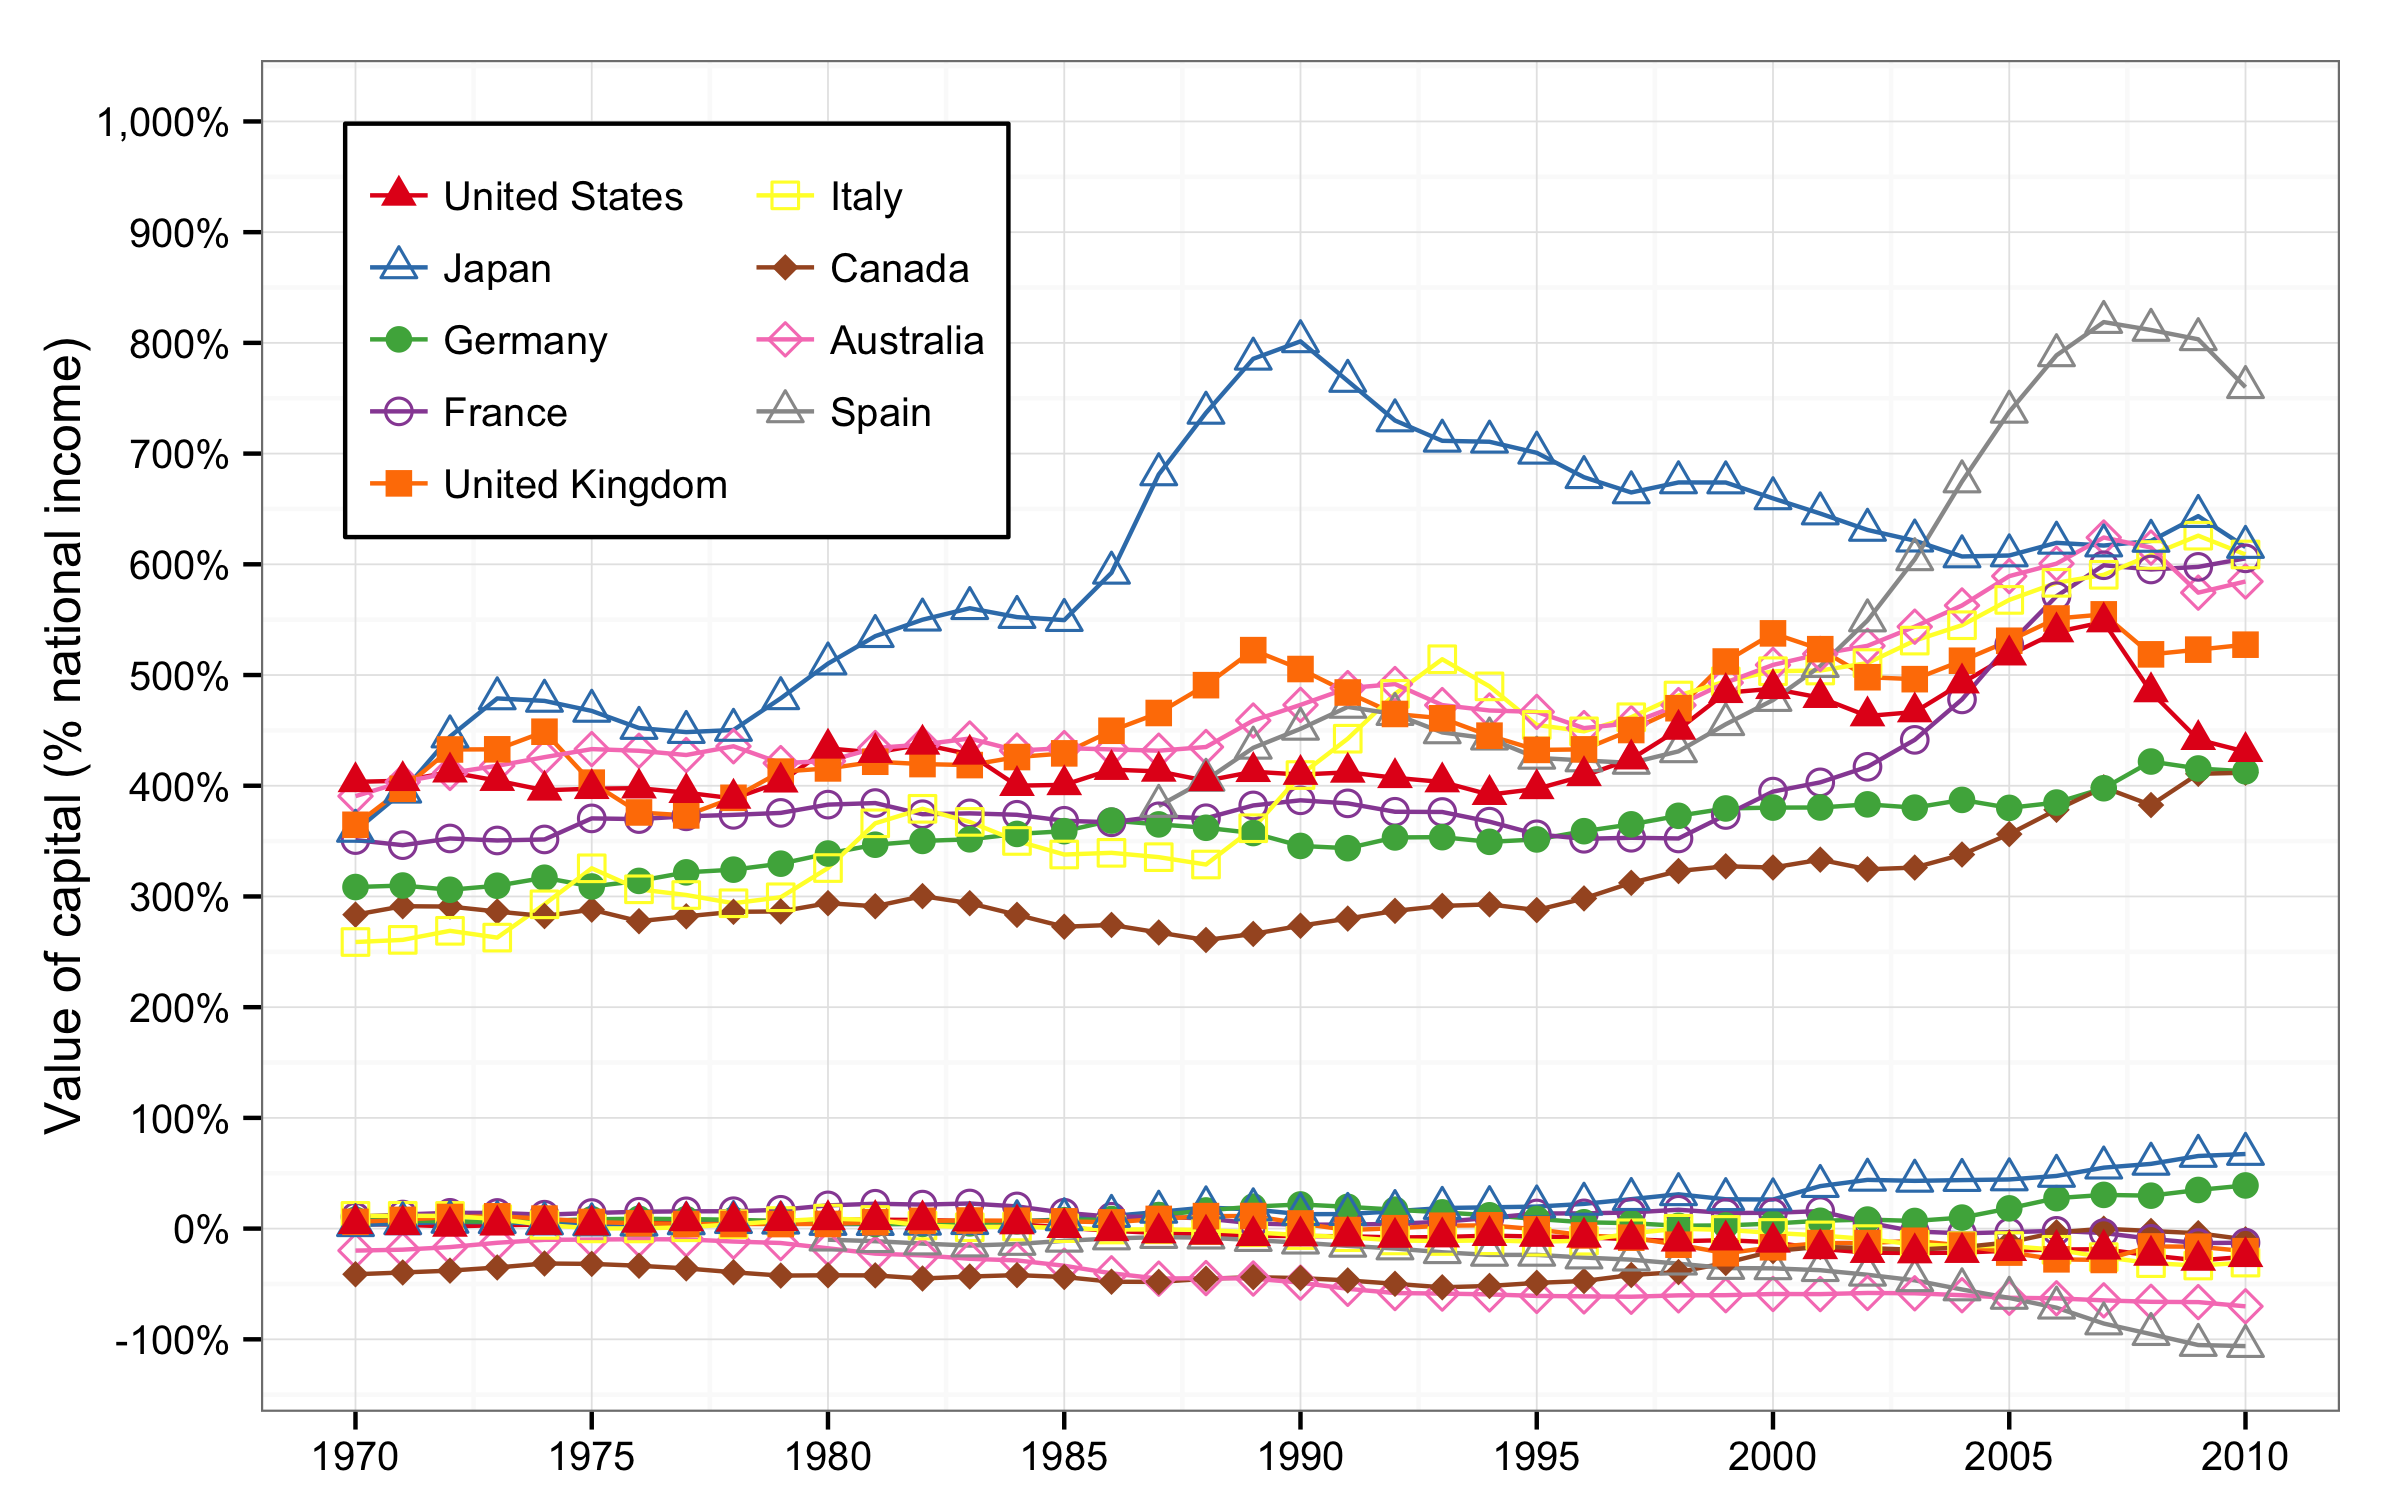 Value of capital (% national income)
1,000%
900%
800%
700%
600%
500%
400%
300%
200%
100%
0%
-100%
United States
Japan
Germany
France
United Kingdom
Italy
Canada
Australia
Spain
1970 1975 1980 1985 1990 1995 2000 2005 2010